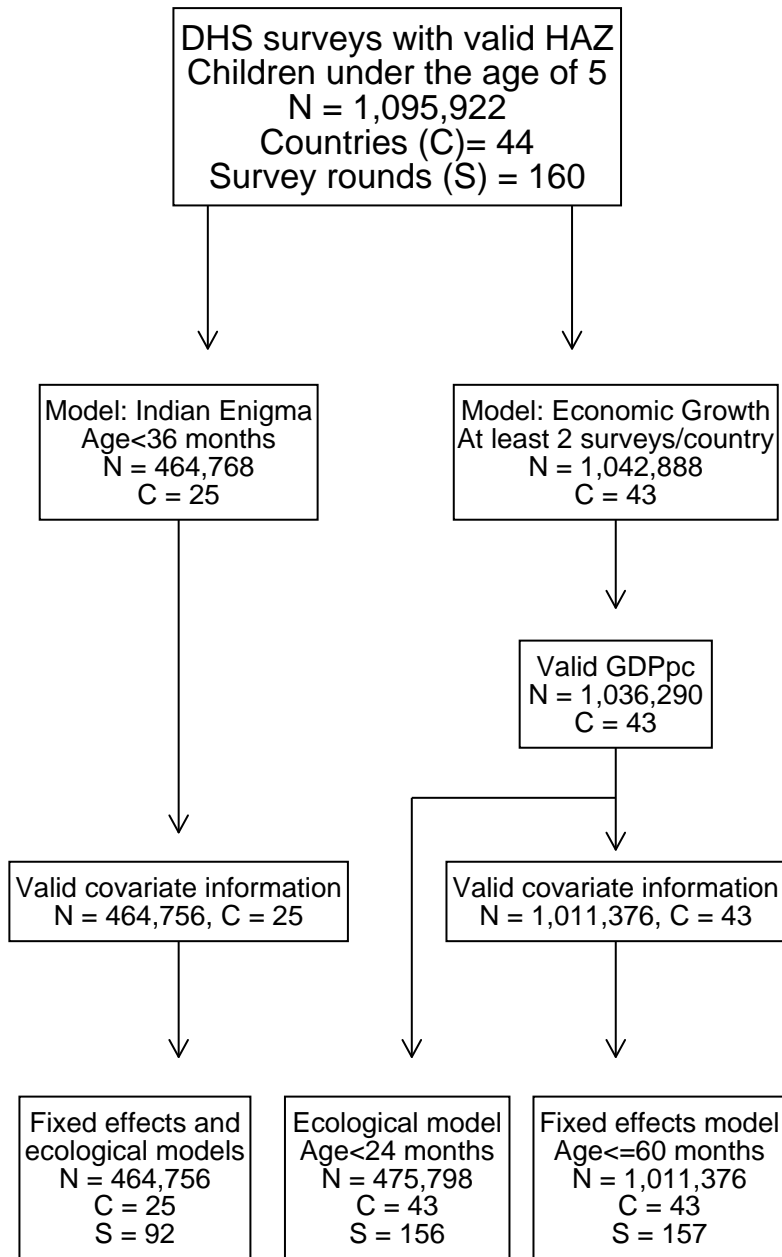 DHS surveys with valid HAZ
Children under the age of 5
N = 1,095,922
Countries (C)= 44
Survey rounds (S) = 160
Model: Indian Enigma
Age<36 months
N = 464,768
C = 25
Model: Economic Growth
At least 2 surveys/country
N = 1,042,888
C = 43
Valid GDPpc
N = 1,036,290
C = 43
Valid covariate information
N = 464,756, C = 25
Valid covariate information
N = 1,011,376, C = 43
Fixed effects and
ecological models
N = 464,756
C = 25
S = 92
Ecological model
Age<24 months
N = 475,798
C = 43
S = 156
Fixed effects model
Age<=60 months
N = 1,011,376
C = 43
S = 157